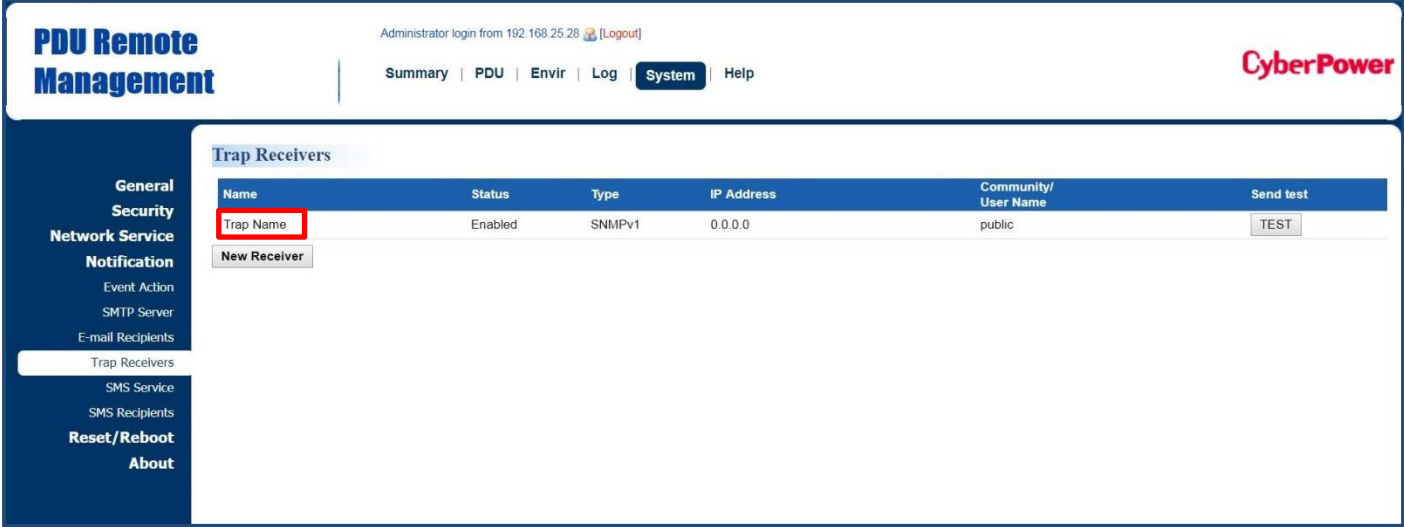 PDU Remote
Management
Administrator login from 192.168.25.28 [Logout]
Summary | PDU | Envir | Log | System | Help
CyberPower
General
Security
Network Service
Notification
Event Action
SMTP Server
E-mail Recipients
Trap Receivers
SMS Service
SMS Recipients
Reset/Reboot
About
Trap Receivers
Name Status Type IP Address Community/
User Name Send test
Trap Name Enabled SNMPv1 0.0.0.0 public TEST
New Receiver